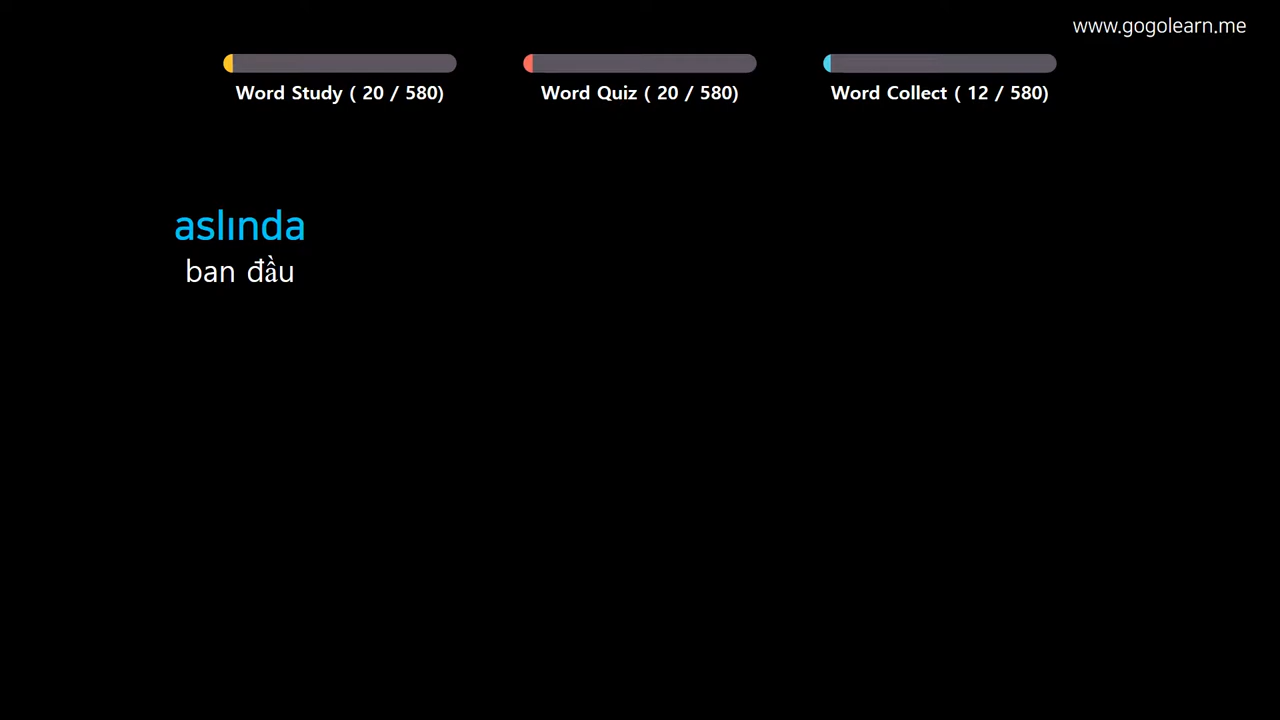 www.gogolearn.me
Word Study ( 20 / 580)
Word Quiz ( 20 / 580)
Word Collect ( 12 / 580)
aslında
ban đầu